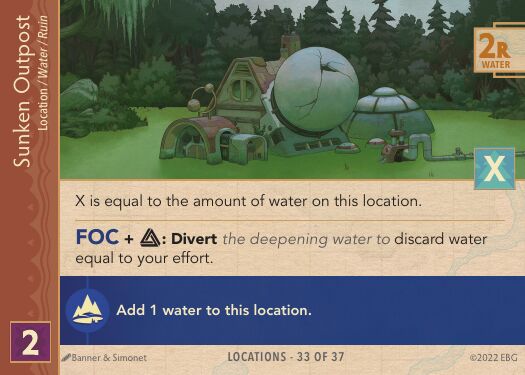 Sunken Outpost
Location / Water / Ruin
2R
WATER
X
X is equal to the amount of water on this location.
FOC + : Divert the deepening water to discard water
equal to your effort.
Add 1 water to this location.
2
Banner & Simonet
LOCATIONS - 33 OF 37
©2022 EBG